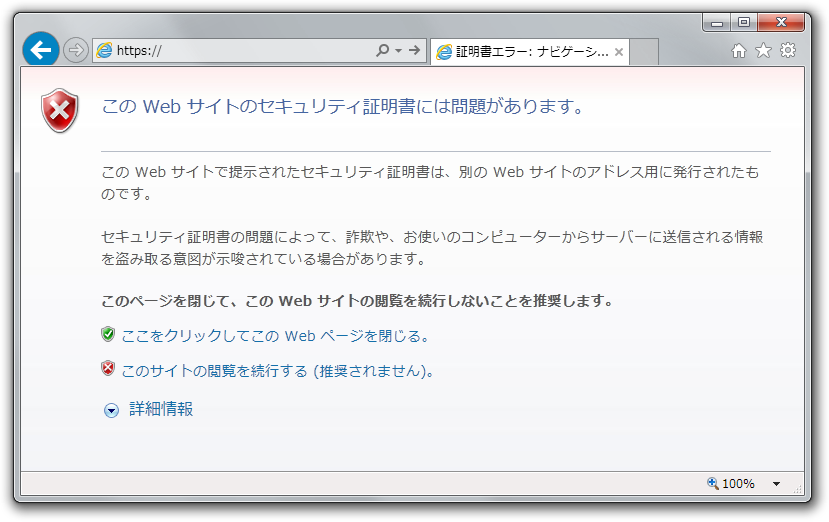 https://
証明書エラー: ナビゲーシ...
この Web サイトのセキュリティ証明書には問題があります。
この Web サイトで提示されたセキュリティ証明書は、別の Web サイトのアドレス用に発行されたも
のです。
セキュリティ証明書の問題によって、詐欺や、お使いのコンピューターからサーバーに送信される情報
を盗み取る意図が示唆されている場合があります。
このページを閉じて、この Web サイトの閲覧を続行しないことを推奨します。
ここをクリックしてこの Web ページを閉じる。
このサイトの閲覧を続行する (推奨されません)。
詳細情報
100%